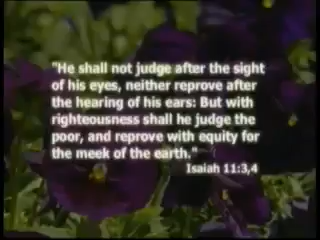 "He shall not judge after the sight
of his eyes, neither reprove after
the hearing of his ears: But with
righteousness shall he judge the
poor, and reprove with equity for
the meek of the earth."
Isaiah 11:3,4